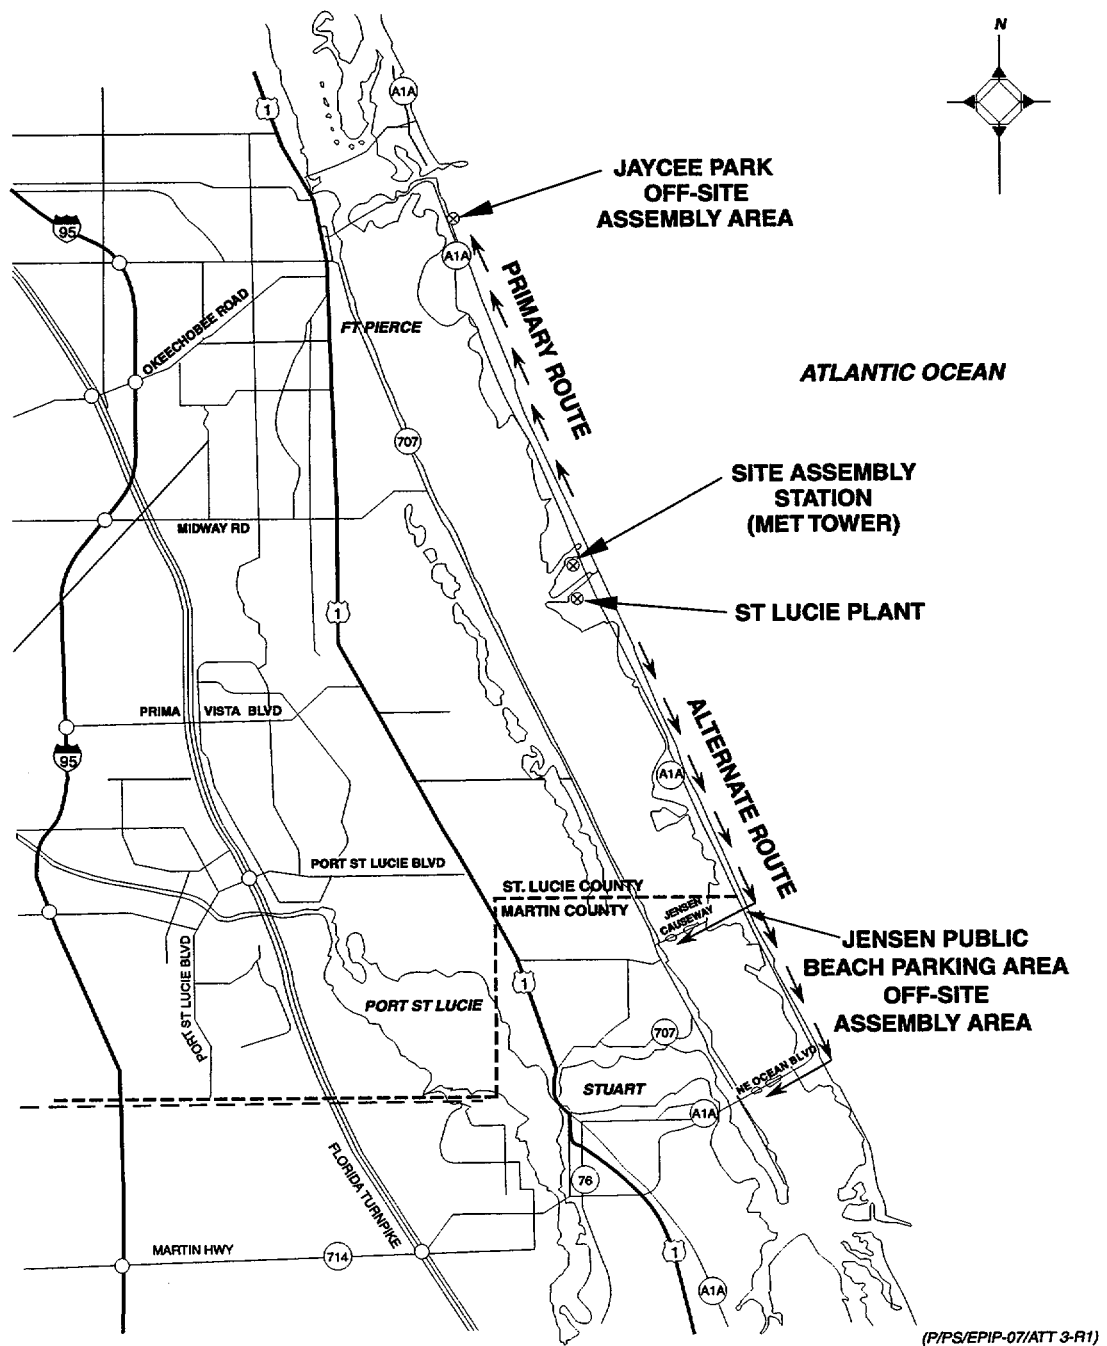 N
A1A
1
JAYCEE PARK
OFF-SITE
ASSEMBLY AREA
95
A1A
PRIMARY ROUTE
OKEECHOBEE ROAD
FT PIERCE
ATLANTIC OCEAN
707
SITE ASSEMBLY
STATION
(MET TOWER)
MIDWAY RD
1
ST LUCIE PLANT
PRIMA VISTA BLVD
95
ALTERNATE ROUTE
A1A
PORT ST LUCIE BLVD
ST. LUCIE COUNTY
MARTIN COUNTY
JENSEN
CAUSEWAY
JENSEN PUBLIC
BEACH PARKING AREA
OFF-SITE
ASSEMBLY AREA
PORT ST LUCIE BLVD
PORT ST LUCIE
1
707
NE OCEAN BLVD
STUART
A1A
FLORIDA TURNPIKE
76
MARTIN HWY
714
1
A1A
(P/PS/EPIP-07/ATT 3-R1)